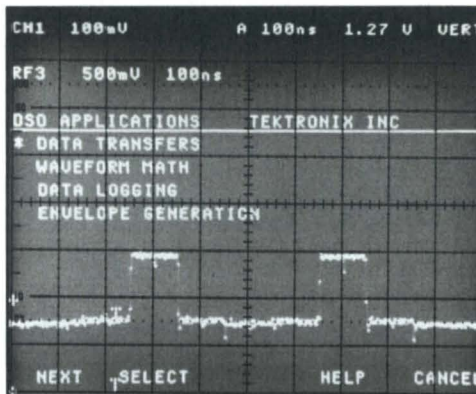 CH1 100mV A 100ns 1.27 V VERT
RF3 500mV 100ns
DSO APPLICATIONS TEKTRONIX INC
* DATA TRANSFERS
WAVEFORM MATH
DATA LOGGING
ENVELOPE GENERATION
NEXT SELECT HELP CANCEL